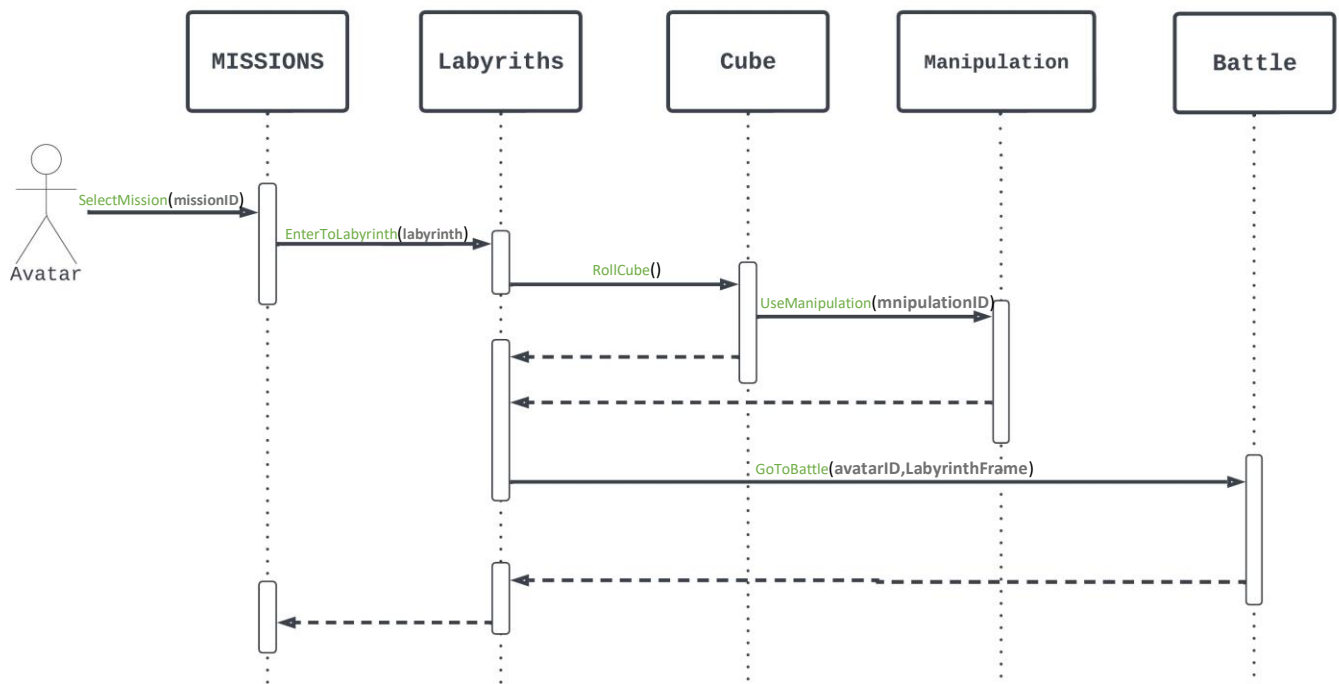 MISSIONS
Labyriths
Cube
Manipulation
Battle
SelectMission(missionID)
EnterToLabyrinth(labyrinth)
RollCube()
UseManipulation(mnipulationID)
Avatar
GoToBattle(avatarID,LabyrinthFrame)